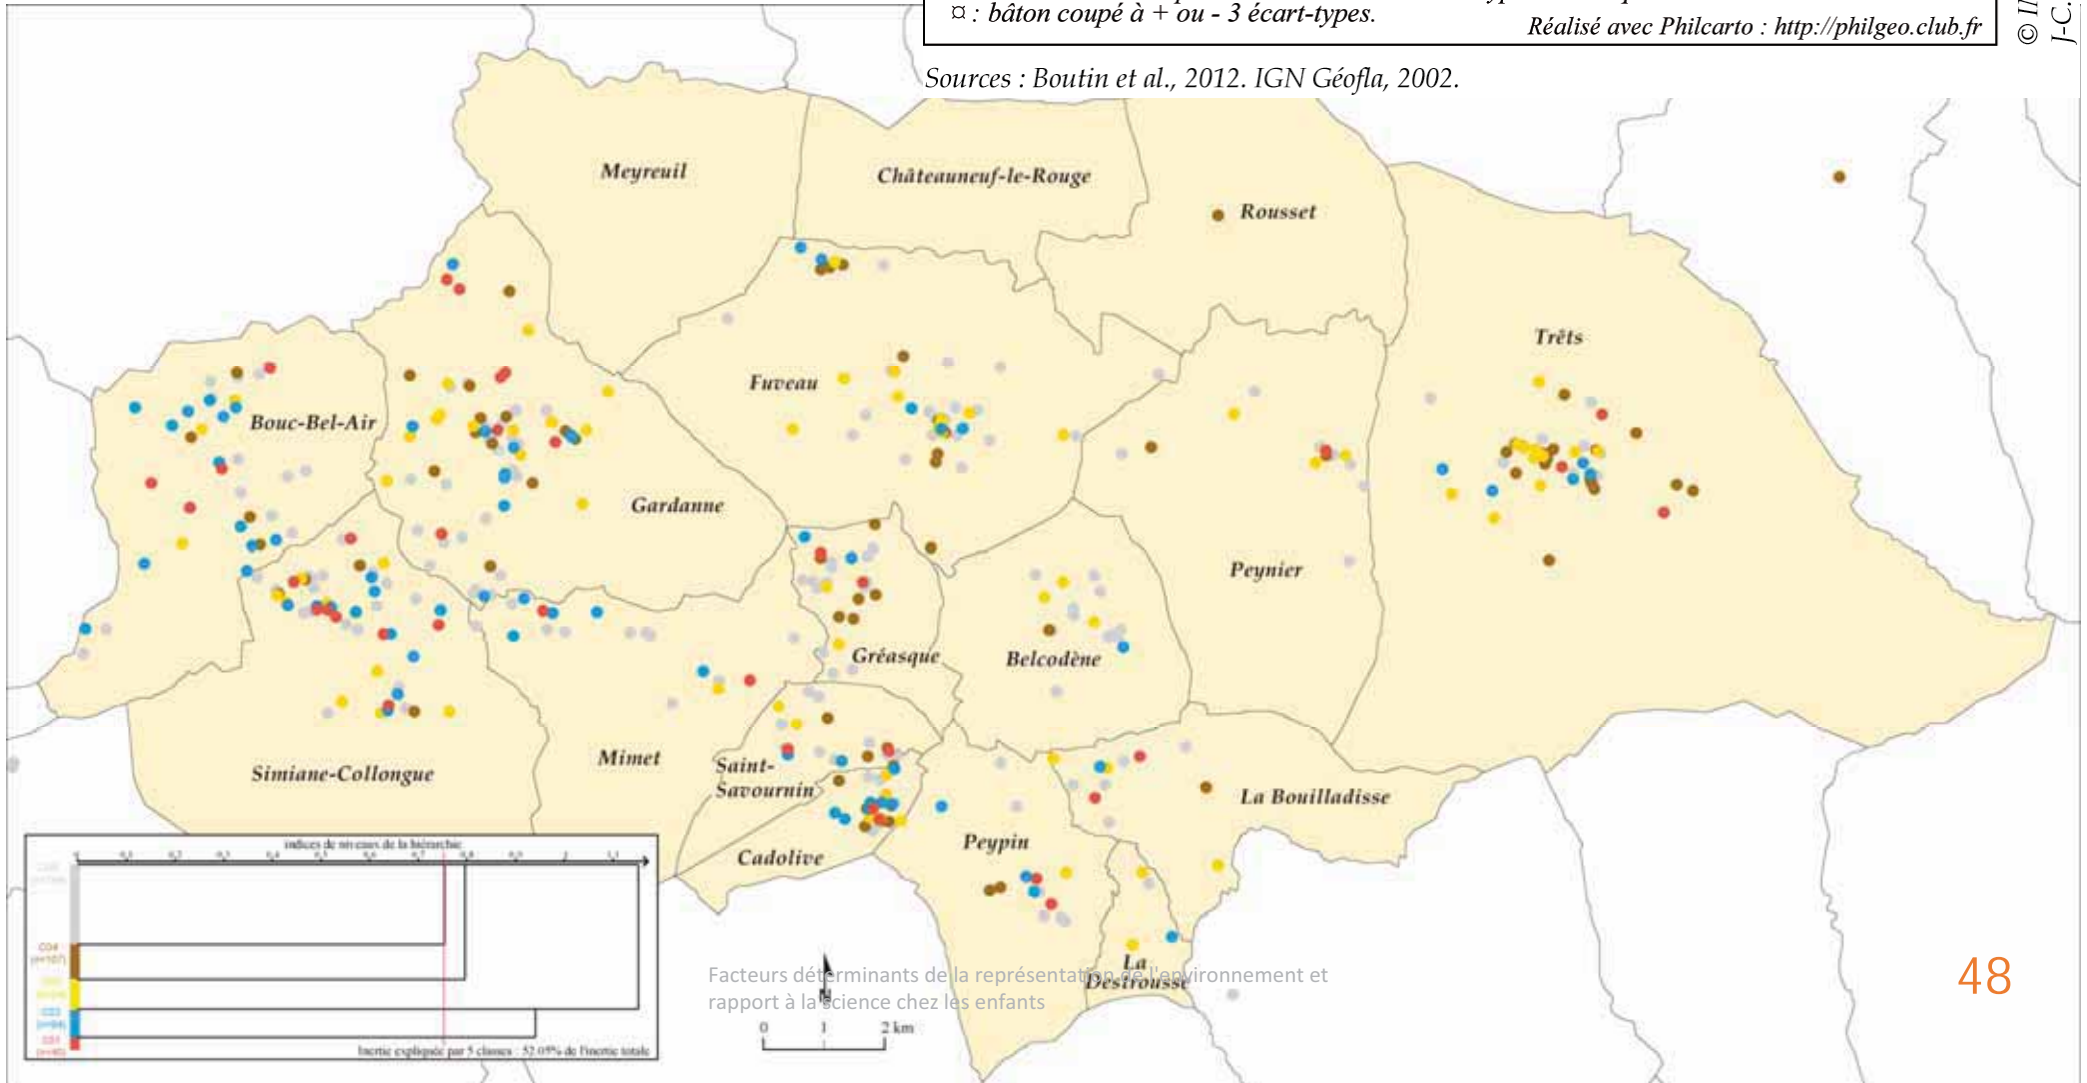 ¤ : bâton coupé à + ou - 3 écart-types.
Réalisé avec Philcarto : http://philgeo.club.fr
J-C.
Sources : Boutin et al., 2012. IGN Géofla, 2002.
Meyreuil
Châteauneuf-le-Rouge
Rousset
Trêts
Fuveau
Bouc-Bel-Air
Gardanne
Peynier
Gréasque
Belcodène
Mimet
Simiane-Collongue
Saint-
Savournin
La Bouilladisse
Peypin
Cadolive
La
Destrousse
indices de niveaux de la hiérarchie
C04
(n=107)
Inertie expliquée par 5 classes : 52.05% de l'inertie totale
Facteurs déterminants de la représentation de l'environnement et
rapport à la science chez les enfants
N
0 1 2 km
48